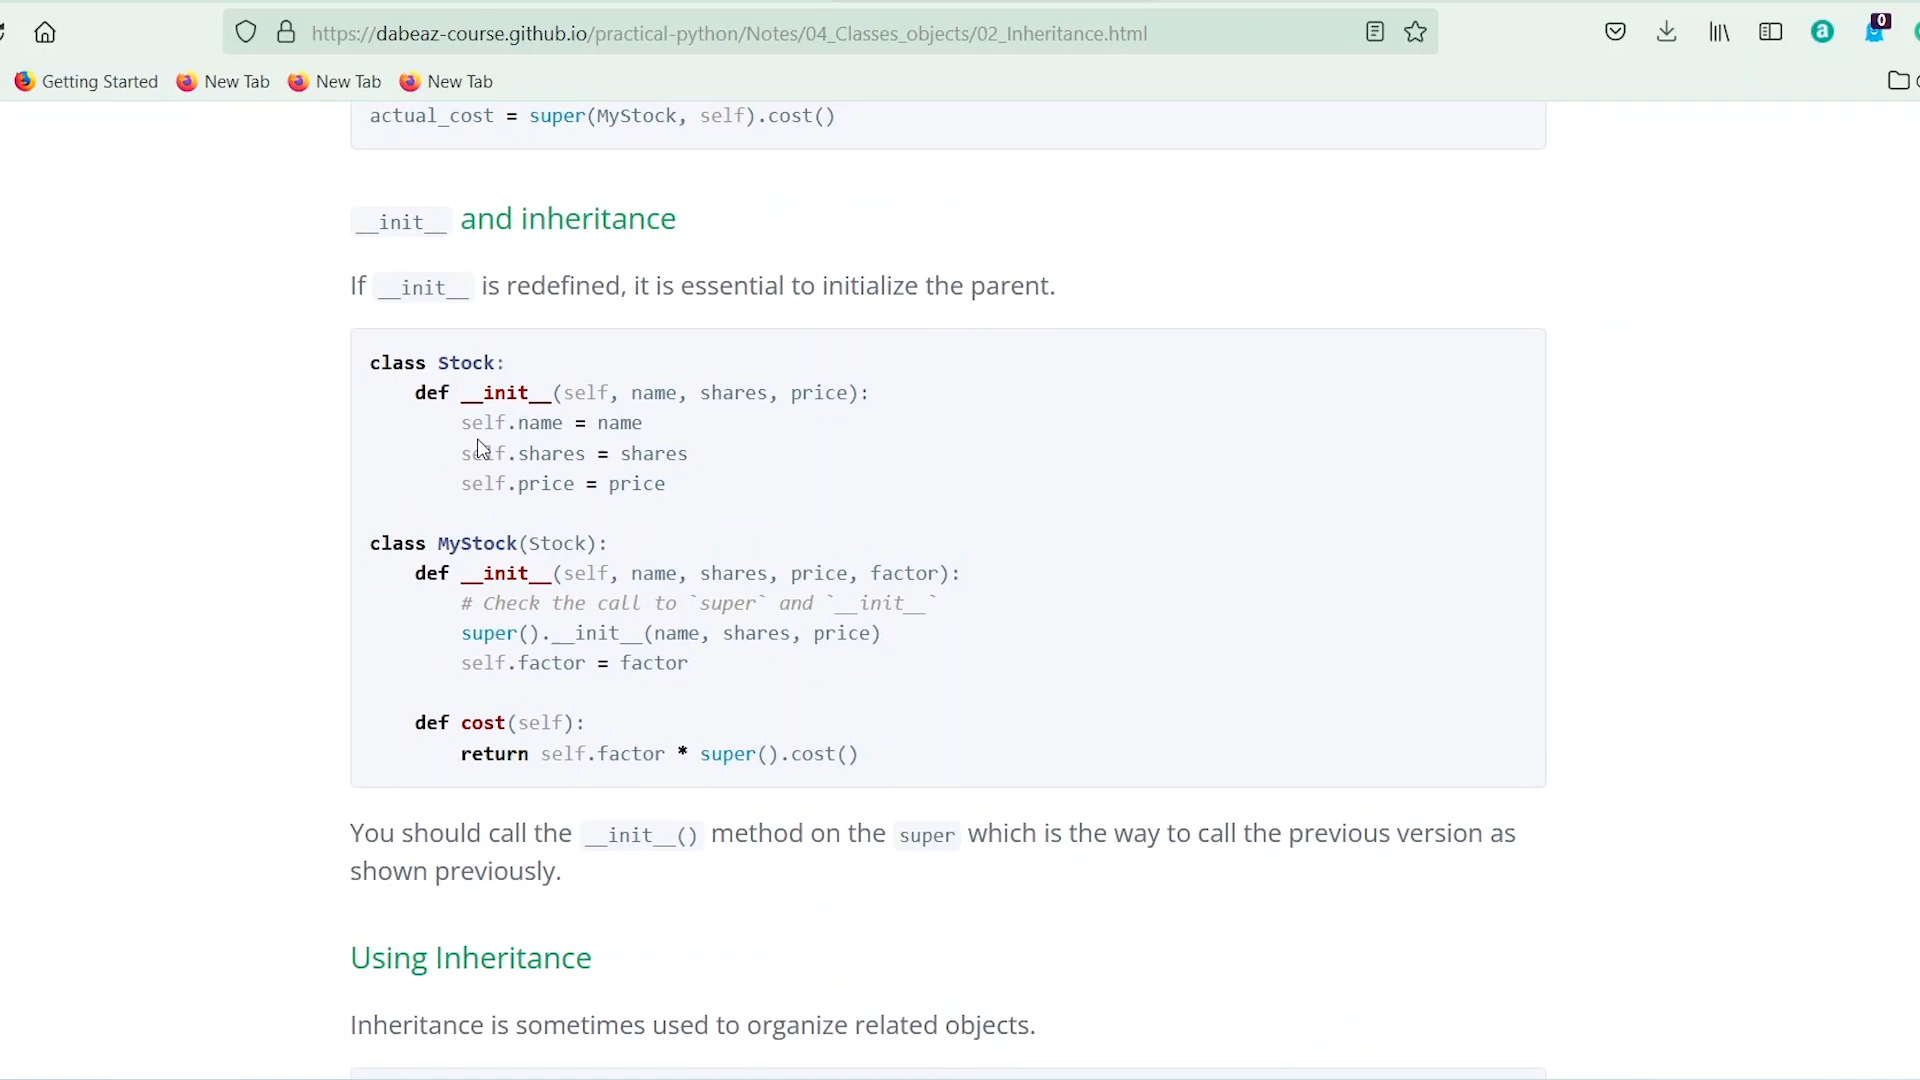 https://dabeaz-course.github.io/practical-python/Notes/04_Classes_objects/02_Inheritance.html
a
0
Getting Started New Tab New Tab New Tab
actual_cost = super(MyStock, self).cost()
__init__ and inheritance
If __init__ is redefined, it is essential to initialize the parent.
class Stock:
    def __init__(self, name, shares, price):
        self.name = name
        self.shares = shares
        self.price = price
class MyStock(Stock):
    def __init__(self, name, shares, price, factor):
        # Check the call to `super` and `__init__`
        super().__init__(name, shares, price)
        self.factor = factor
    def cost(self):
        return self.factor * super().cost()
You should call the __init__() method on the super which is the way to call the previous version as
shown previously.
Using Inheritance
Inheritance is sometimes used to organize related objects.